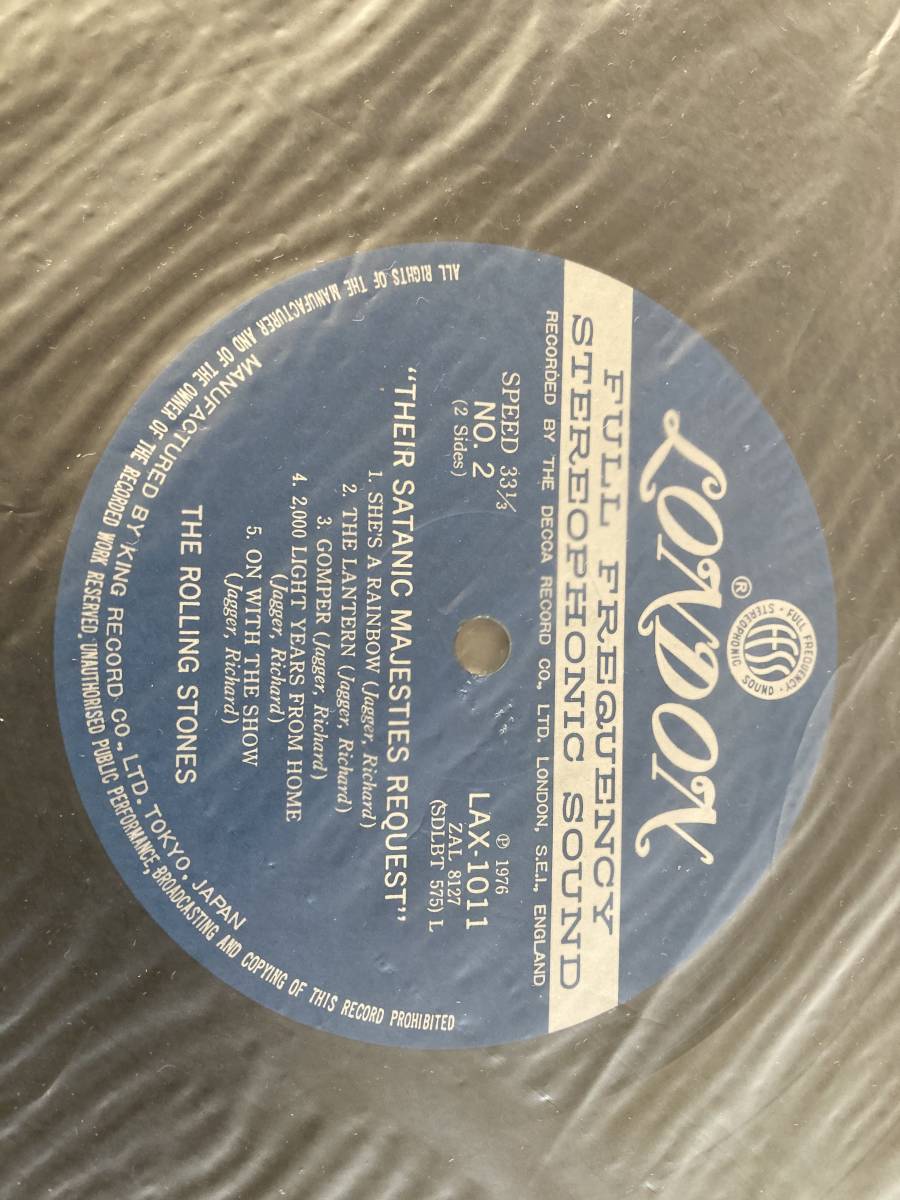 FULL FREQUENCY
STEREOPHONIC SOUND
ffss
LONDON
®
FULL FREQUENCY
STEREOPHONIC SOUND
RECORDED BY THE DECCA RECORD CO., LTD. LONDON, S.E.I., ENGLAND
SPEED 33⅓
NO. 2
(2 Sides)
℗ 1976
LAX-1011
ZAL 8127
(SDLBT 575) L
“THEIR SATANIC MAJESTIES REQUEST”
1. SHE'S A RAINBOW (Jagger, Richard)
2. THE LANTERN (Jagger, Richard)
3. GOMPER (Jagger, Richard)
4. 2,000 LIGHT YEARS FROM HOME
(Jagger, Richard)
5. ON WITH THE SHOW
(Jagger, Richard)
THE ROLLING STONES
MANUFACTURED BY KING RECORD CO., LTD. TOKYO, JAPAN
ALL RIGHTS OF THE MANUFACTURER AND OF THE OWNER OF THE RECORDED WORK RESERVED. UNAUTHORISED PUBLIC PERFORMANCE, BROADCASTING AND COPYING OF THIS RECORD PROHIBITED